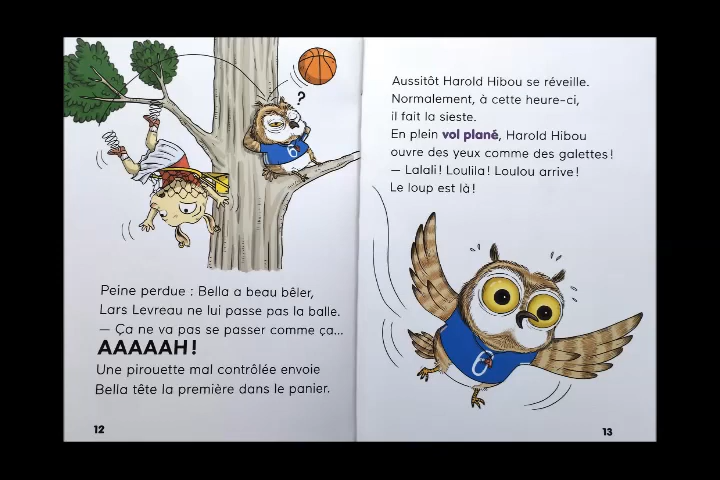 ?
6
Peine perdue : Bella a beau bêler,
Lars Levreau ne lui passe pas la balle.
– Ça ne va pas se passer comme ça...
AAAAAH!
Une pirouette mal contrôlée envoie
Bella tête la première dans le panier.
12
Aussitôt Harold Hibou se réveille.
Normalement, à cette heure-ci,
il fait la sieste.
En plein vol plané, Harold Hibou
ouvre des yeux comme des galettes!
– Lalali! Loulila! Loulou arrive!
Le loup est là!
6
13